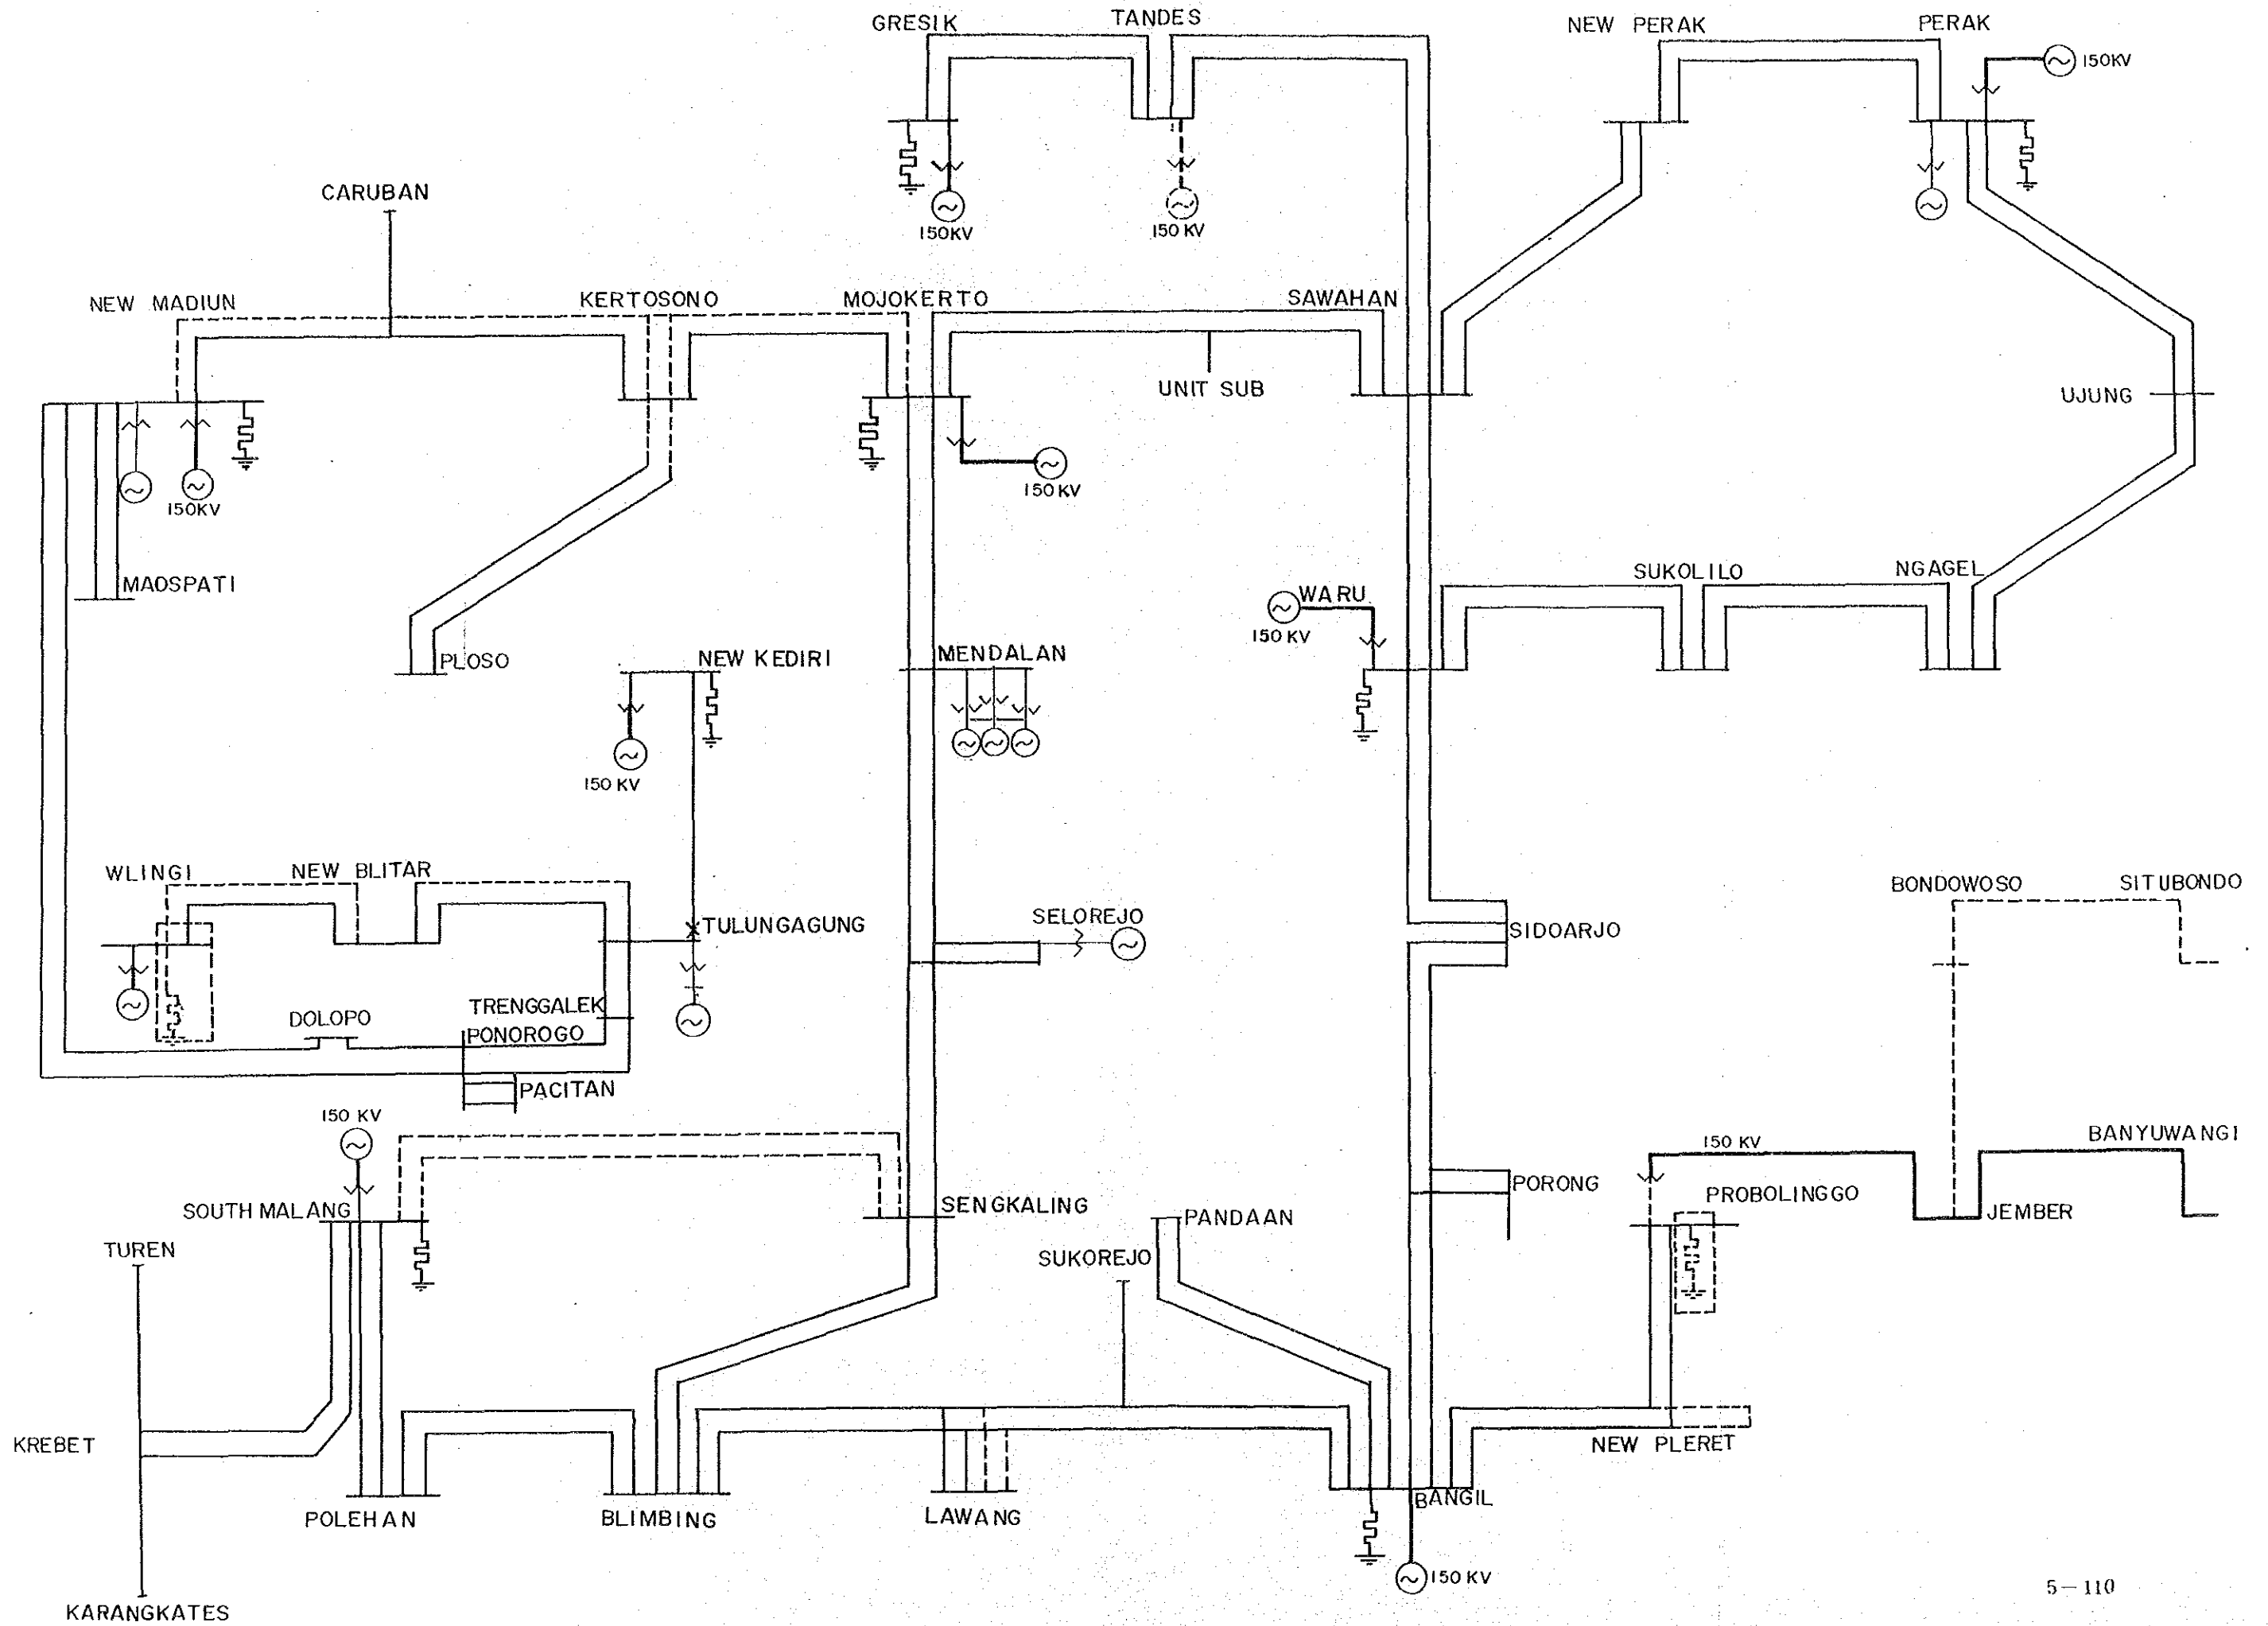 GRESIK
TANDES
NEW PERAK
PERAK
150KV
150KV
150 KV
CARUBAN
NEW MADIUN
KERTOSONO
MOJOKERTO
SAWAHAN
UNIT SUB
UJUNG
150KV
150 KV
MAOSPATI
WARU
150 KV
SUKOLILO
NGAGEL
PLOSO
NEW KEDIRI
MENDALAN
150 KV
WLINGI
NEW BLITAR
TULUNGAGUNG
SELOREJO
SIDOARJO
BONDOWOSO
SITUBONDO
DOLOPO
TRENGGALEK
PONOROGO
PACITAN
150 KV
150 KV
BANYUWANGI
SOUTH MALANG
SENGKALING
PANDAAN
PORONG
PROBOLINGGO
JEMBER
TUREN
SUKOREJO
KREBET
NEW PLERET
POLEHAN
BLIMBING
LAWANG
BANGIL
150 KV
KARANGKATES
5-110